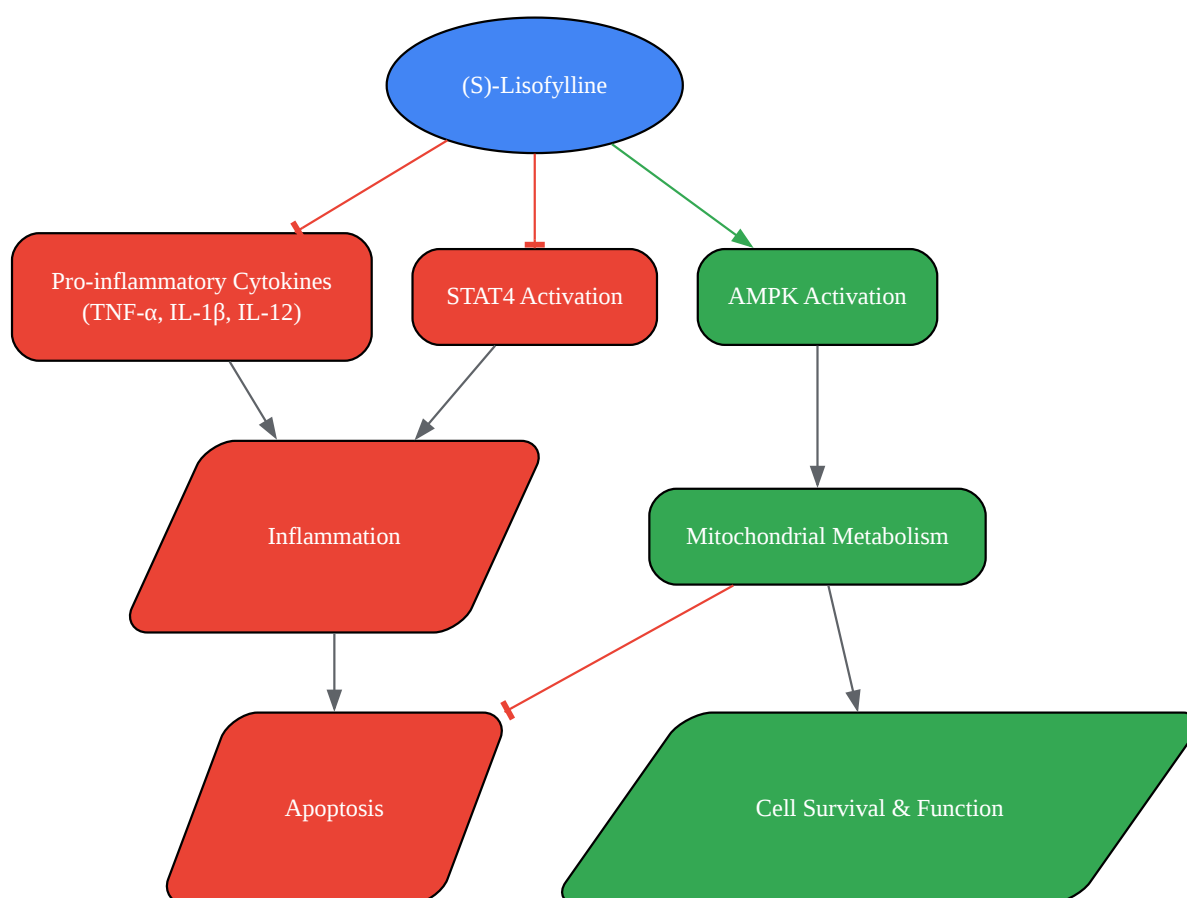 (S)-Lisofylline
Pro-inflammatory Cytokines
(TNF-α, IL-1β, IL-12)
STAT4 Activation
AMPK Activation
Inflammation
Mitochondrial Metabolism
Apoptosis
Cell Survival & Function